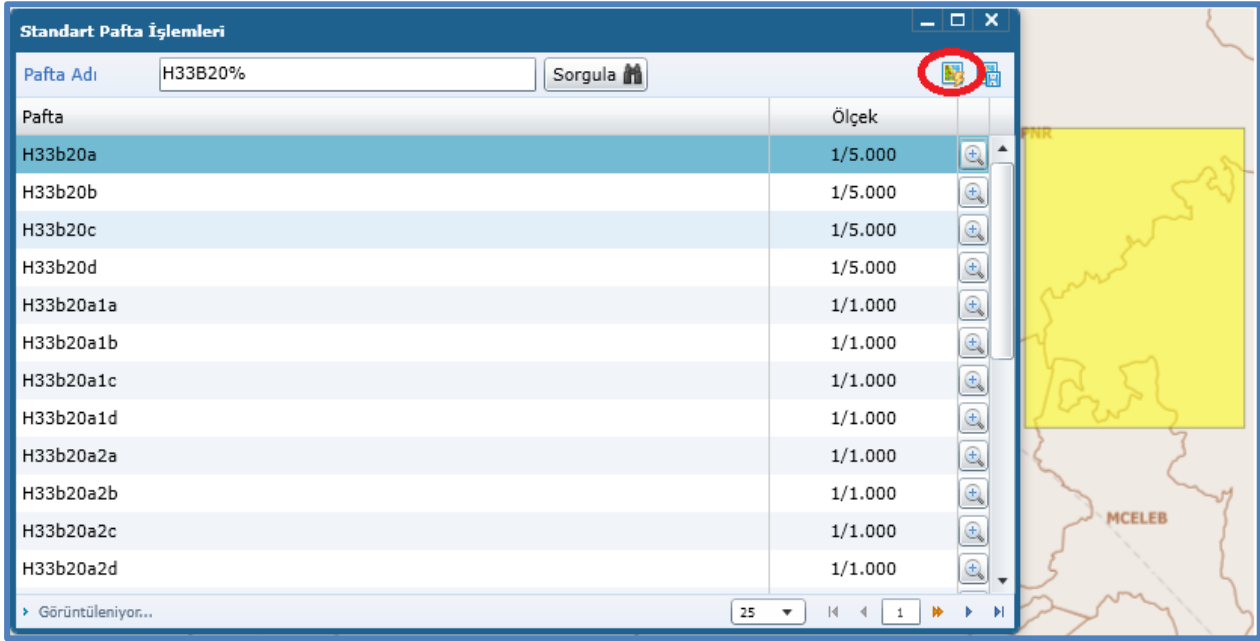 Standart Pafta İşlemleri
Pafta Adı H33B20% Sorgula
Pafta Ölçek
H33b20a 1/5.000
H33b20b 1/5.000
H33b20c 1/5.000
H33b20d 1/5.000
H33b20a1a 1/1.000
H33b20a1b 1/1.000
H33b20a1c 1/1.000
H33b20a1d 1/1.000
H33b20a2a 1/1.000
H33b20a2b 1/1.000
H33b20a2c 1/1.000
H33b20a2d 1/1.000
Görüntüleniyor... 25 1
PNR
MCELEB